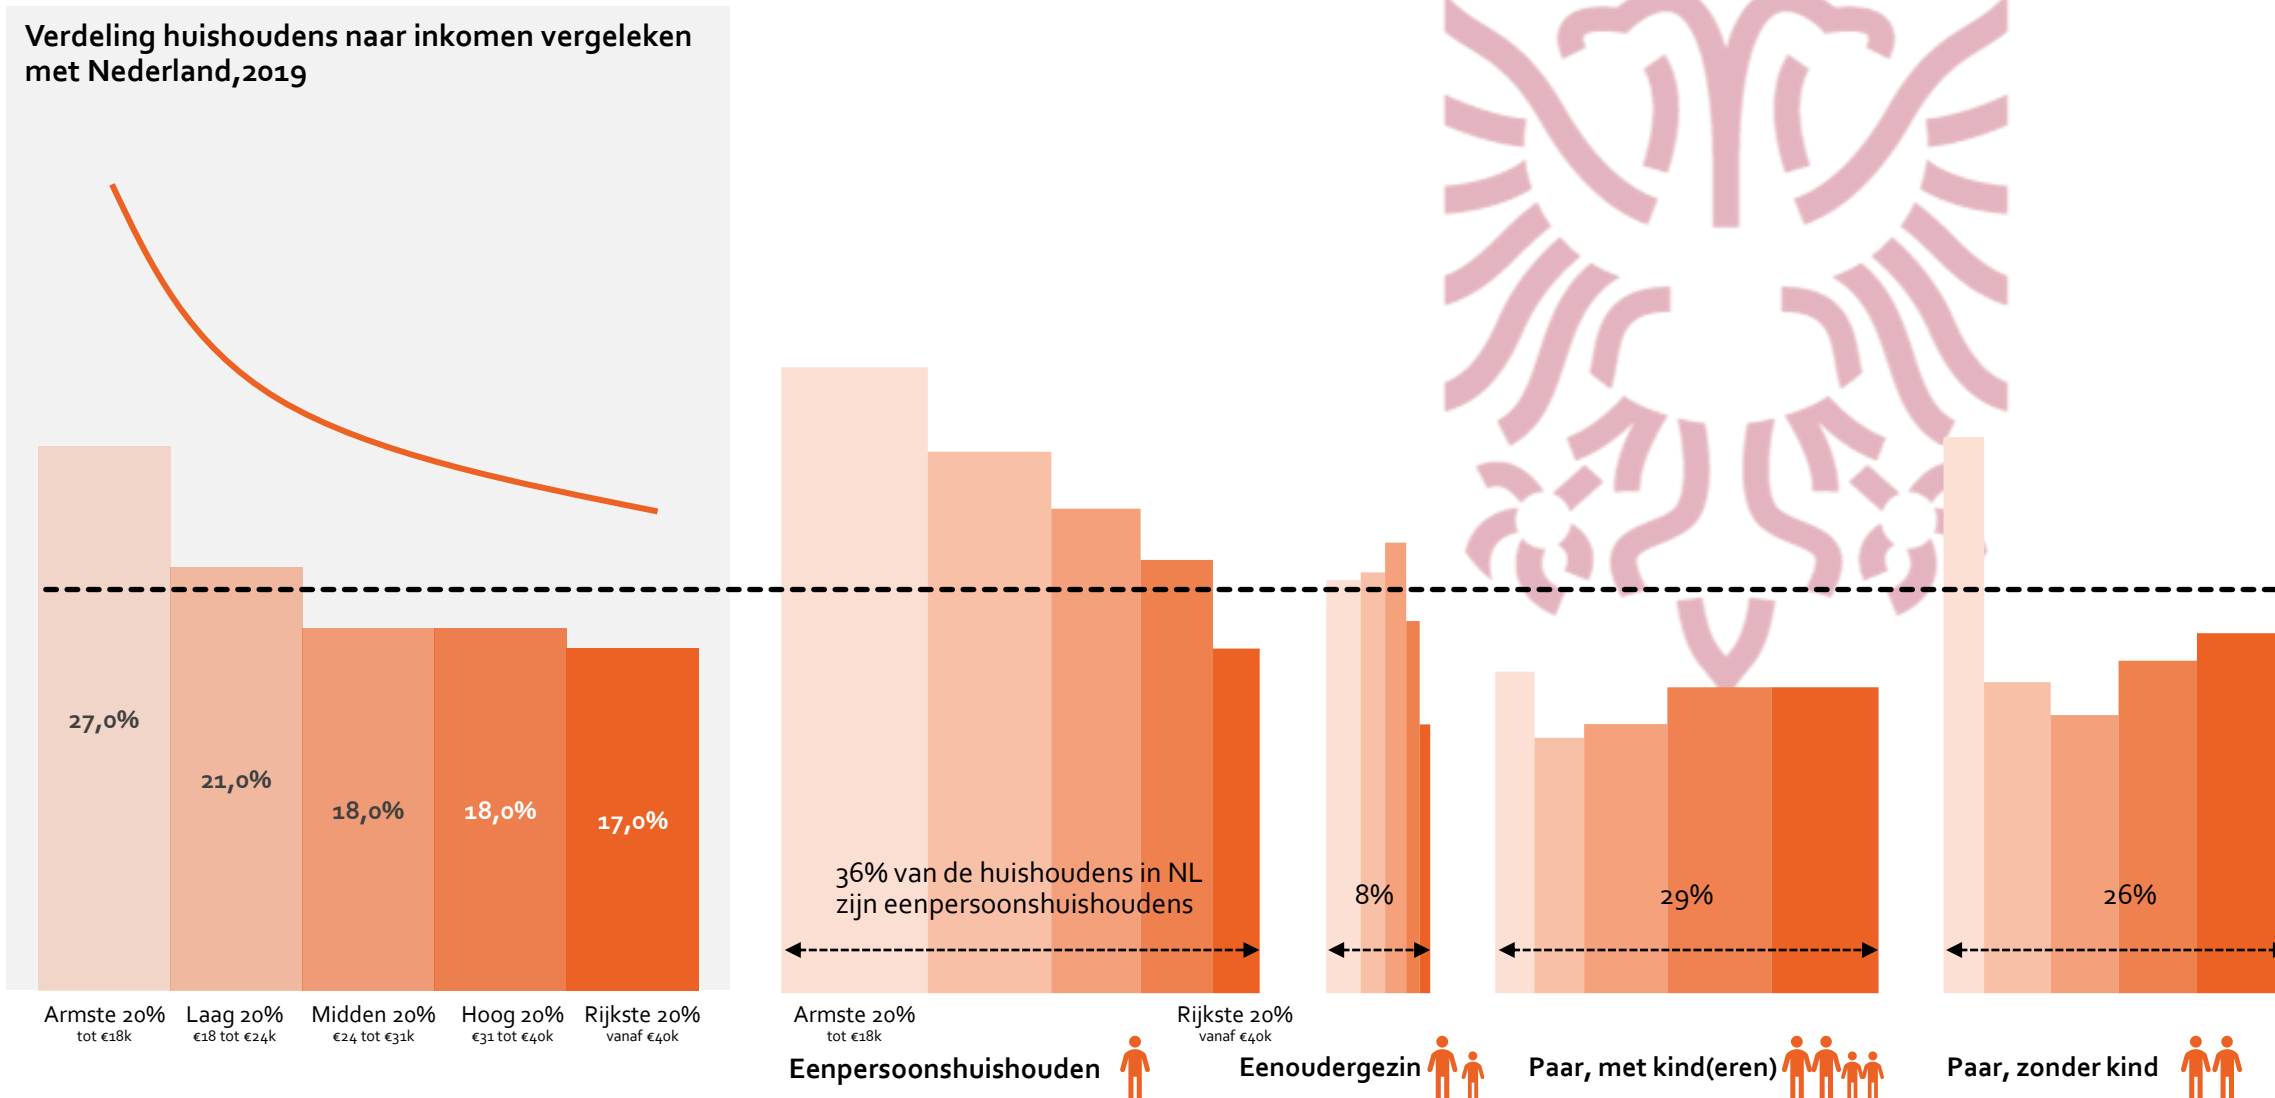 Verdeling huishoudens naar inkomen vergeleken
met Nederland,2019
27,0%
21,0%
18,0%
18,0%
17,0%
Armste 20%
tot €18k
Laag 20%
€18 tot €24k
Midden 20%
€24 tot €31k
Hoog 20%
€31 tot €40k
Rijkste 20%
vanaf €40k
36% van de huishoudens in NL
zijn eenpersoonshuishoudens
8%
29%
26%
Armste 20%
tot €18k
Rijkste 20%
vanaf €40k
Eenpersoonshuishouden
Eenoudergezin
Paar, met kind(eren)
Paar, zonder kind